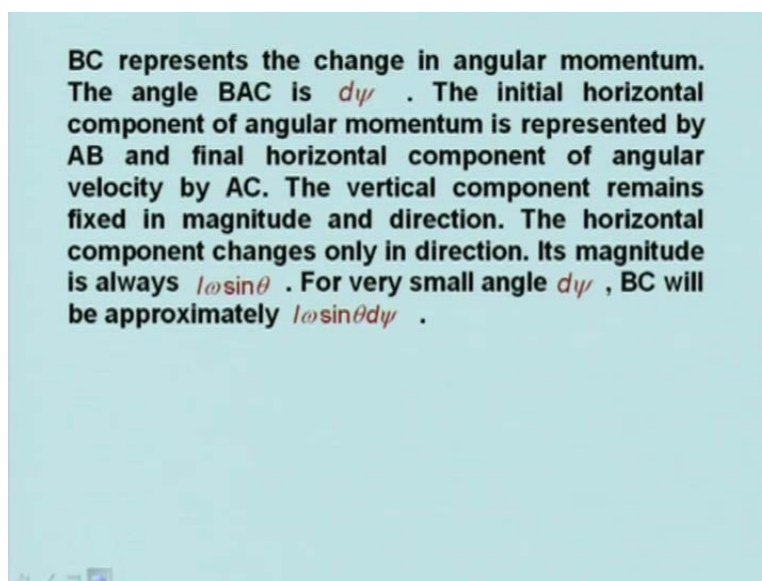 BC represents the change in angular momentum.
The angle BAC is dψ . The initial horizontal
component of angular momentum is represented by
AB and final horizontal component of angular
velocity by AC. The vertical component remains
fixed in magnitude and direction. The horizontal
component changes only in direction. Its magnitude
is always Iωsinθ . For very small angle dψ , BC will
be approximately Iωsinθdψ .